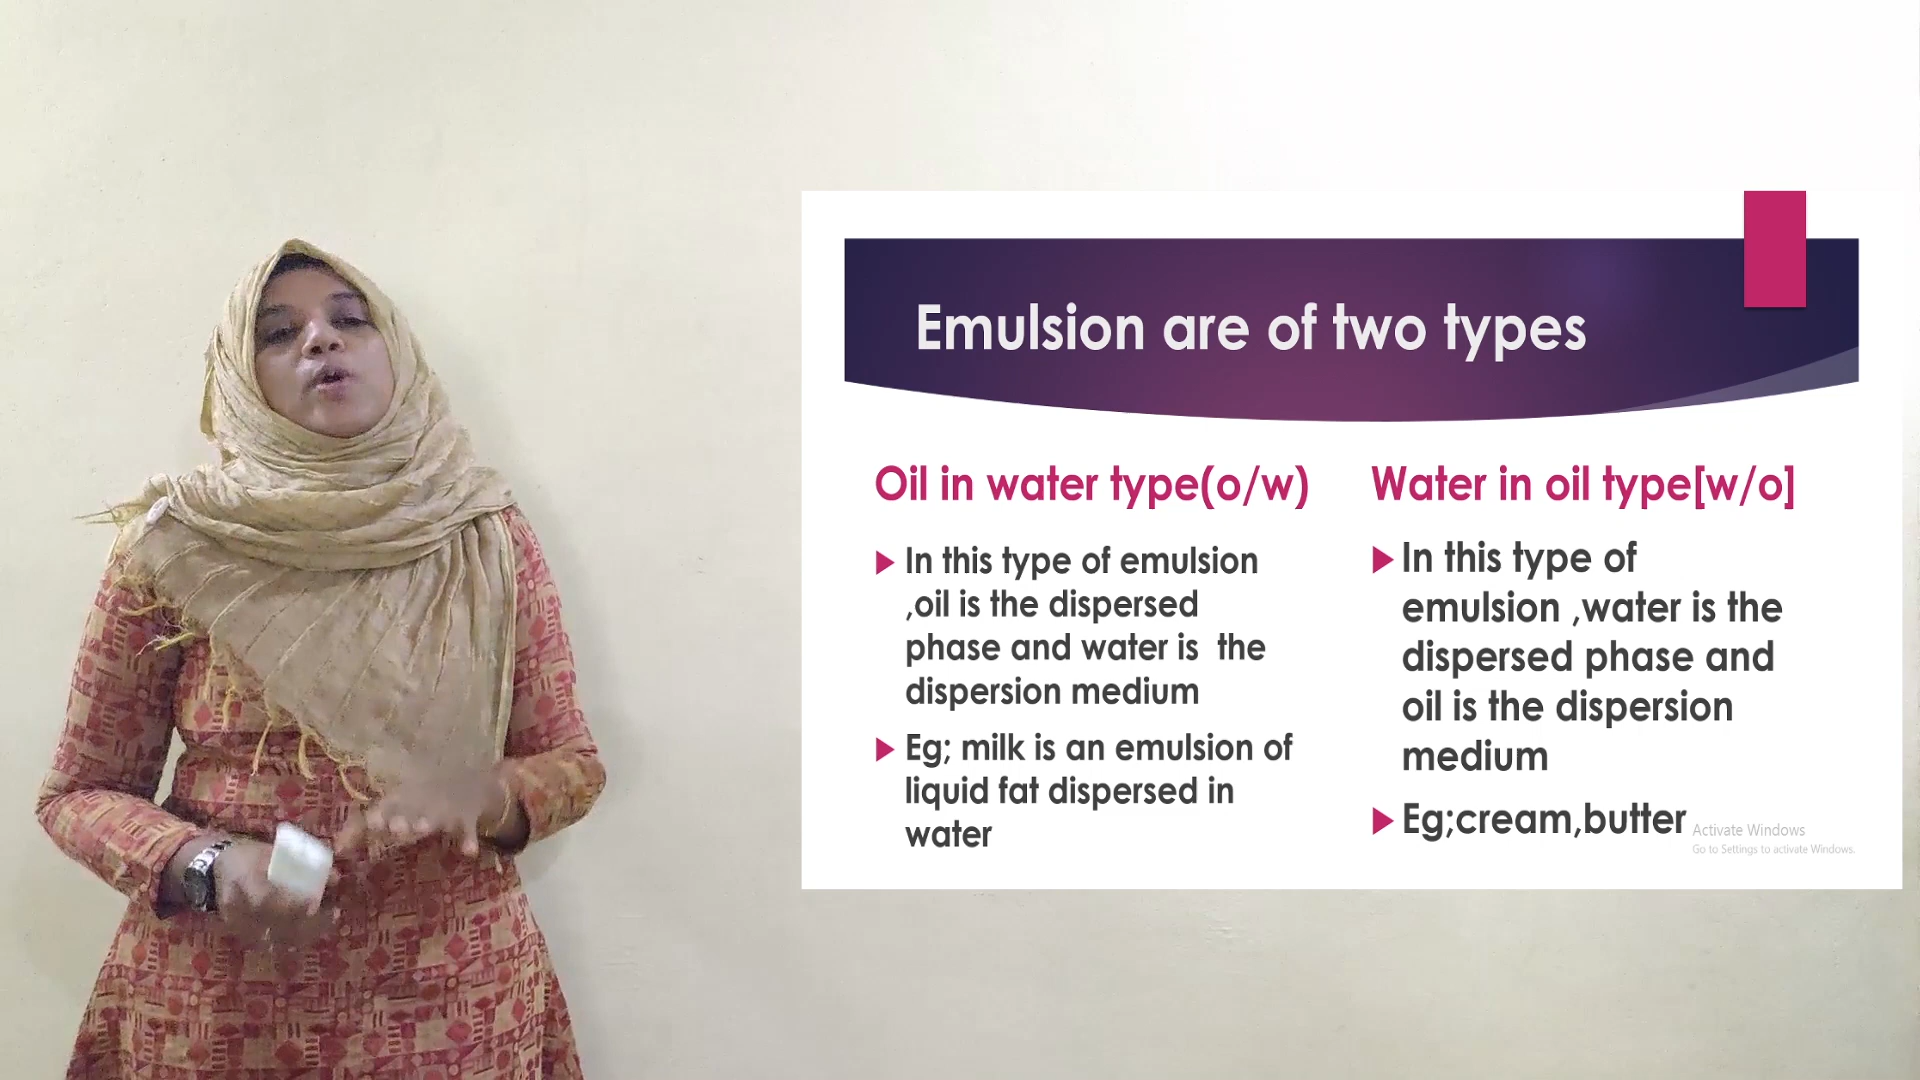 Emulsion are of two types
Oil in water type(o/w)
In this type of emulsion
,oil is the dispersed
phase and water is  the
dispersion medium
Eg; milk is an emulsion of
liquid fat dispersed in
water
Water in oil type[w/o]
In this type of
emulsion ,water is the
dispersed phase and
oil is the dispersion
medium
Eg;cream,butter
Activate Windows
Go to Settings to activate Windows.